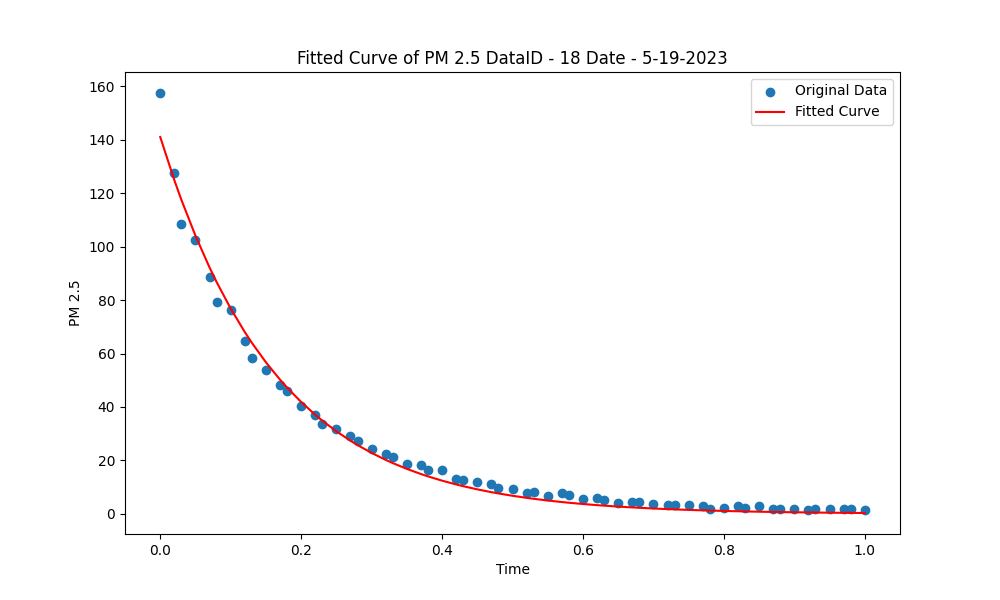 Fitted Curve of PM 2.5 DataID - 18 Date - 5-19-2023
Original Data
Fitted Curve
160
140
120
100
80
60
40
20
0
PM 2.5
0.0 0.2 0.4 0.6 0.8 1.0
Time